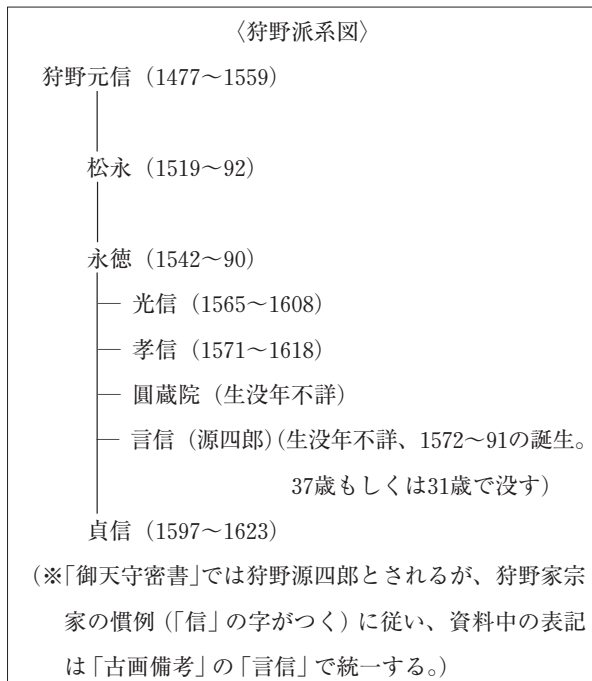 〈狩野派系図〉
狩野元信（1477〜1559）
松永（1519〜92）
永徳（1542〜90）
光信（1565〜1608）
孝信（1571〜1618）
圓蔵院（生没年不詳）
言信（源四郎）（生没年不詳、1572〜91の誕生。
37歳もしくは31歳で没す）
貞信（1597〜1623）
（※「御天守密書」では狩野源四郎とされるが、狩野家宗
家の慣例（「信」の字がつく）に従い、資料中の表記
は「古画備考」の「言信」で統一する。）